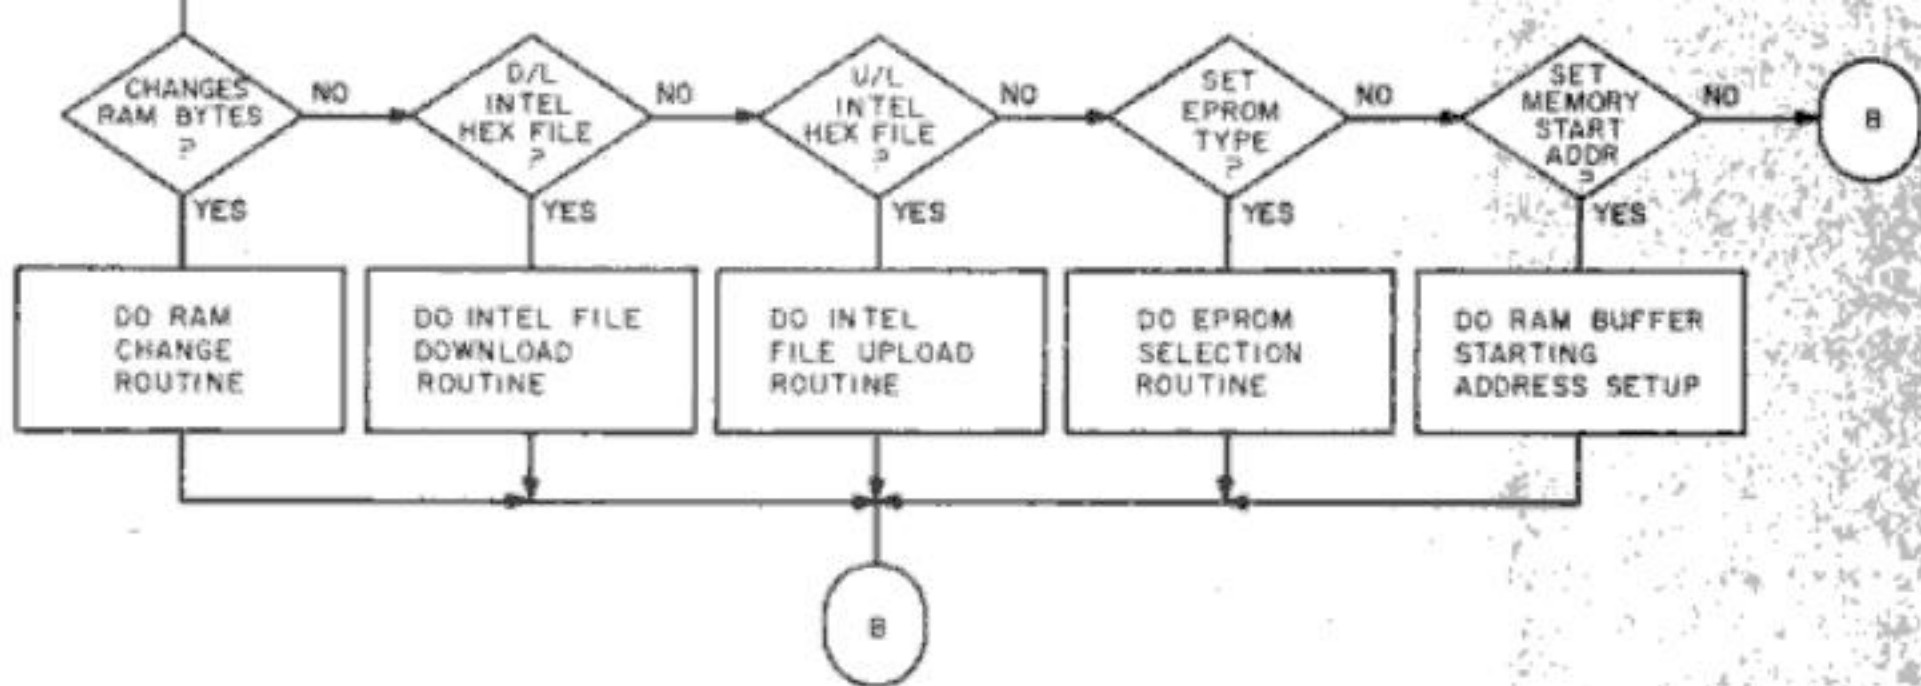 CHANGES
RAM BYTES
?
NO
D/L
INTEL
HEX FILE
?
NO
U/L
INTEL
HEX FILE
?
NO
SET
EPROM
TYPE
?
NO
SET
MEMORY
START
ADDR
?
NO
B
YES
YES
YES
YES
YES
DO RAM
CHANGE
ROUTINE
DO INTEL FILE
DOWNLOAD
ROUTINE
DO INTEL
FILE UPLOAD
ROUTINE
DO EPROM
SELECTION
ROUTINE
DO RAM BUFFER
STARTING
ADDRESS SETUP
B